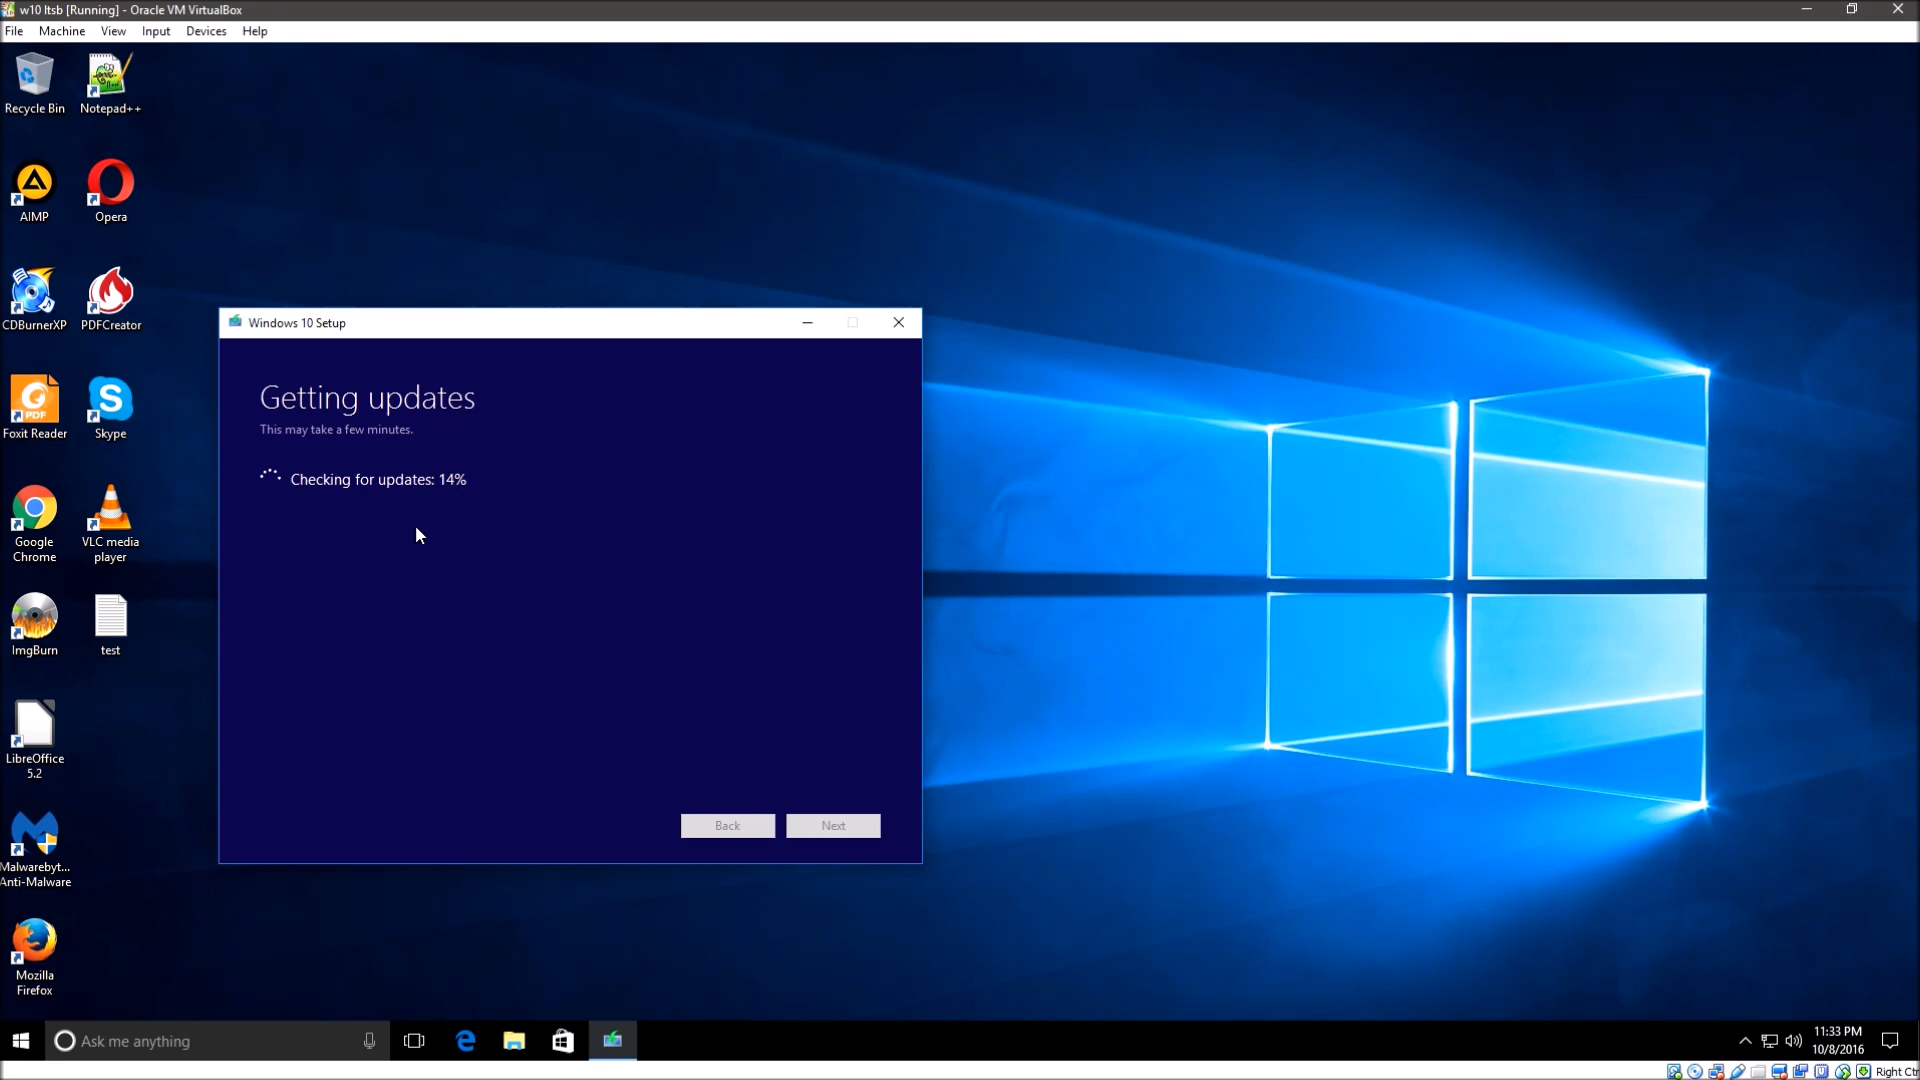 w10 ltsb [Running] - Oracle VM VirtualBox
File Machine View Input Devices Help
Recycle Bin
Notepad++
AIMP
Opera
CDBurnerXP
PDFCreator
Foxit Reader
Skype
Google
Chrome
VLC media
player
ImgBurn
test
LibreOffice
5.2
Malwarebyt...
Anti-Malware
Mozilla
Firefox
Windows 10 Setup
Getting updates
This may take a few minutes.
Checking for updates: 14%
Back
Next
Ask me anything
11:33 PM
10/8/2016
Right Ctr